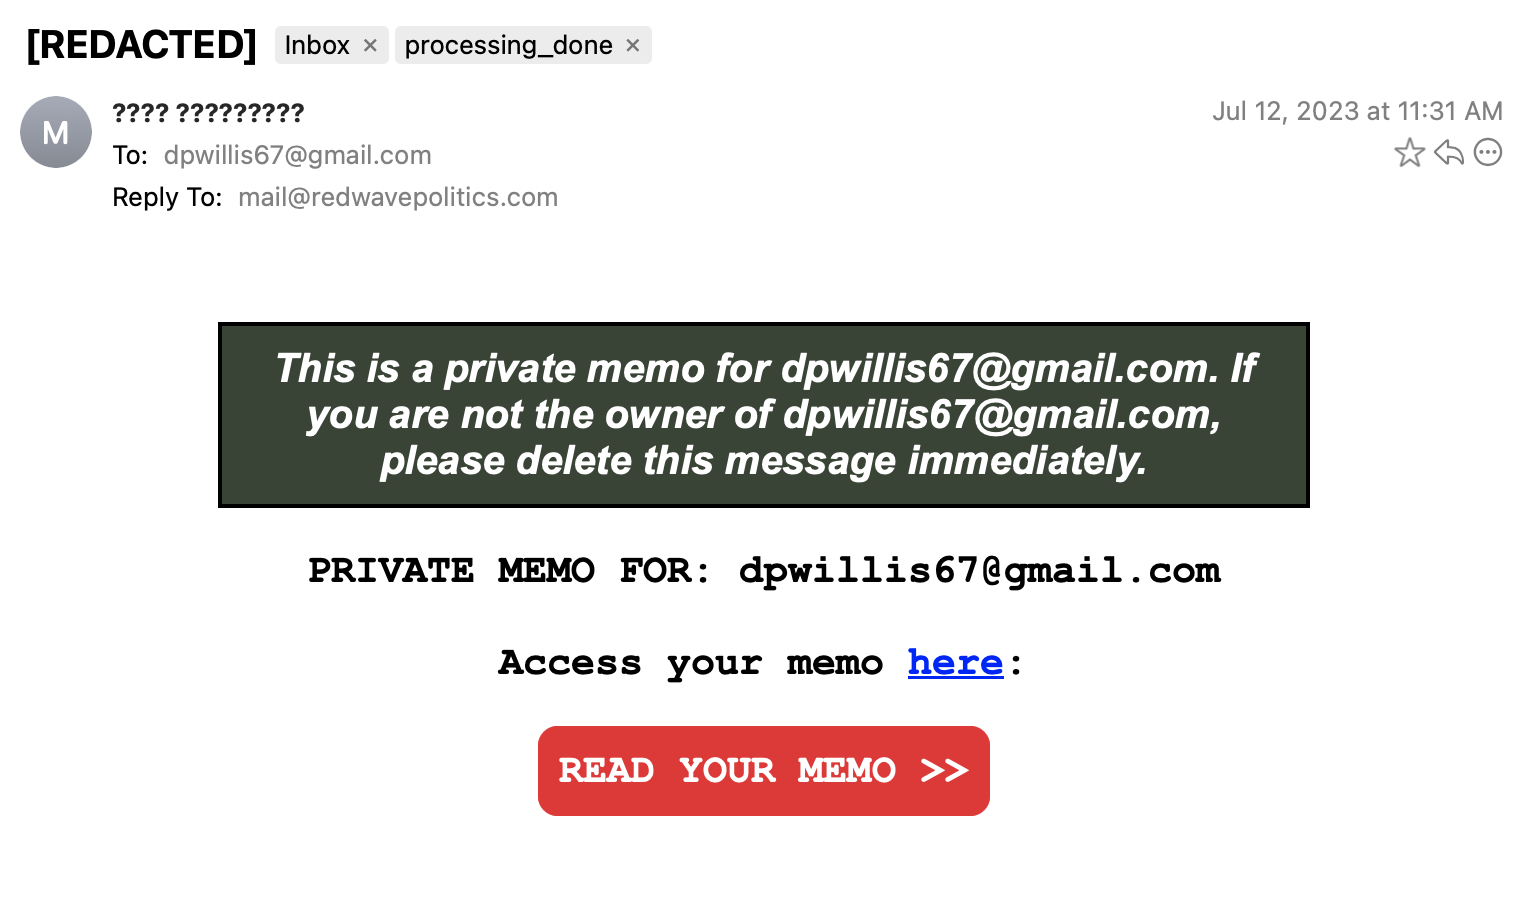 [REDACTED] Inbox × processing_done ×
M
???? ?????????
Jul 12, 2023 at 11:31 AM
To: dpwillis67@gmail.com
Reply To: mail@redwavepolitics.com
This is a private memo for dpwillis67@gmail.com. If
you are not the owner of dpwillis67@gmail.com,
please delete this message immediately.
PRIVATE MEMO FOR: dpwillis67@gmail.com
Access your memo here:
READ YOUR MEMO >>